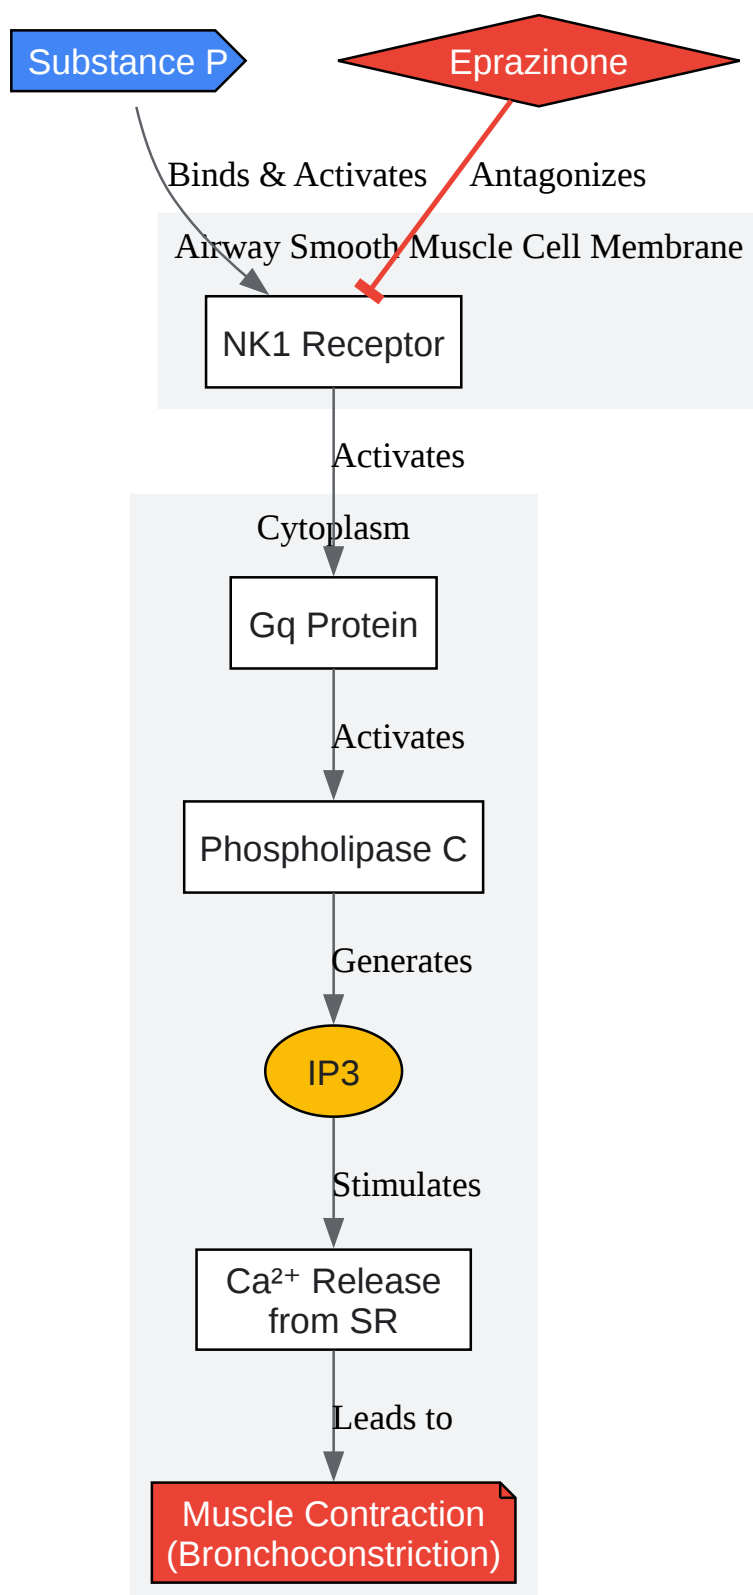 Substance P
Eprazinone
Binds & Activates
Antagonizes
Airway Smooth Muscle Cell Membrane
NK1 Receptor
Activates
Cytoplasm
Gq Protein
Activates
Phospholipase C
Generates
IP3
Stimulates
Ca²⁺ Release
from SR
Leads to
Muscle Contraction
(Bronchoconstriction)